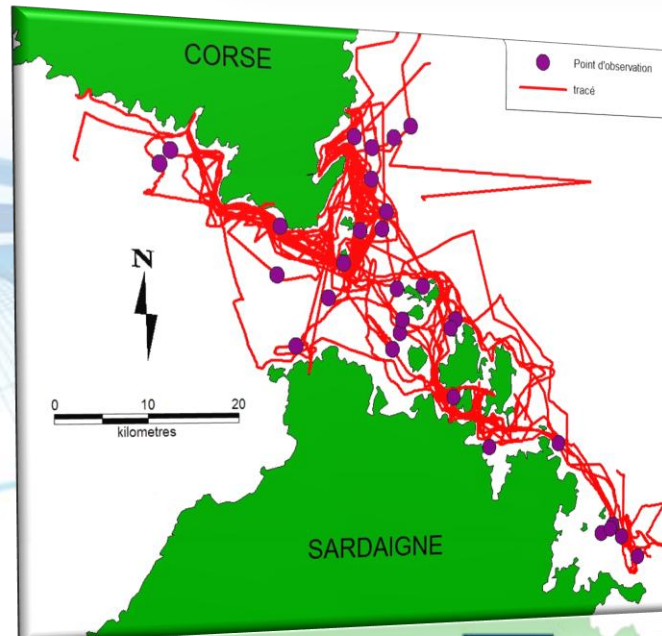 CORSE
Point d'observation
tracé
N
0 10 20
kilometres
SARDAIGNE